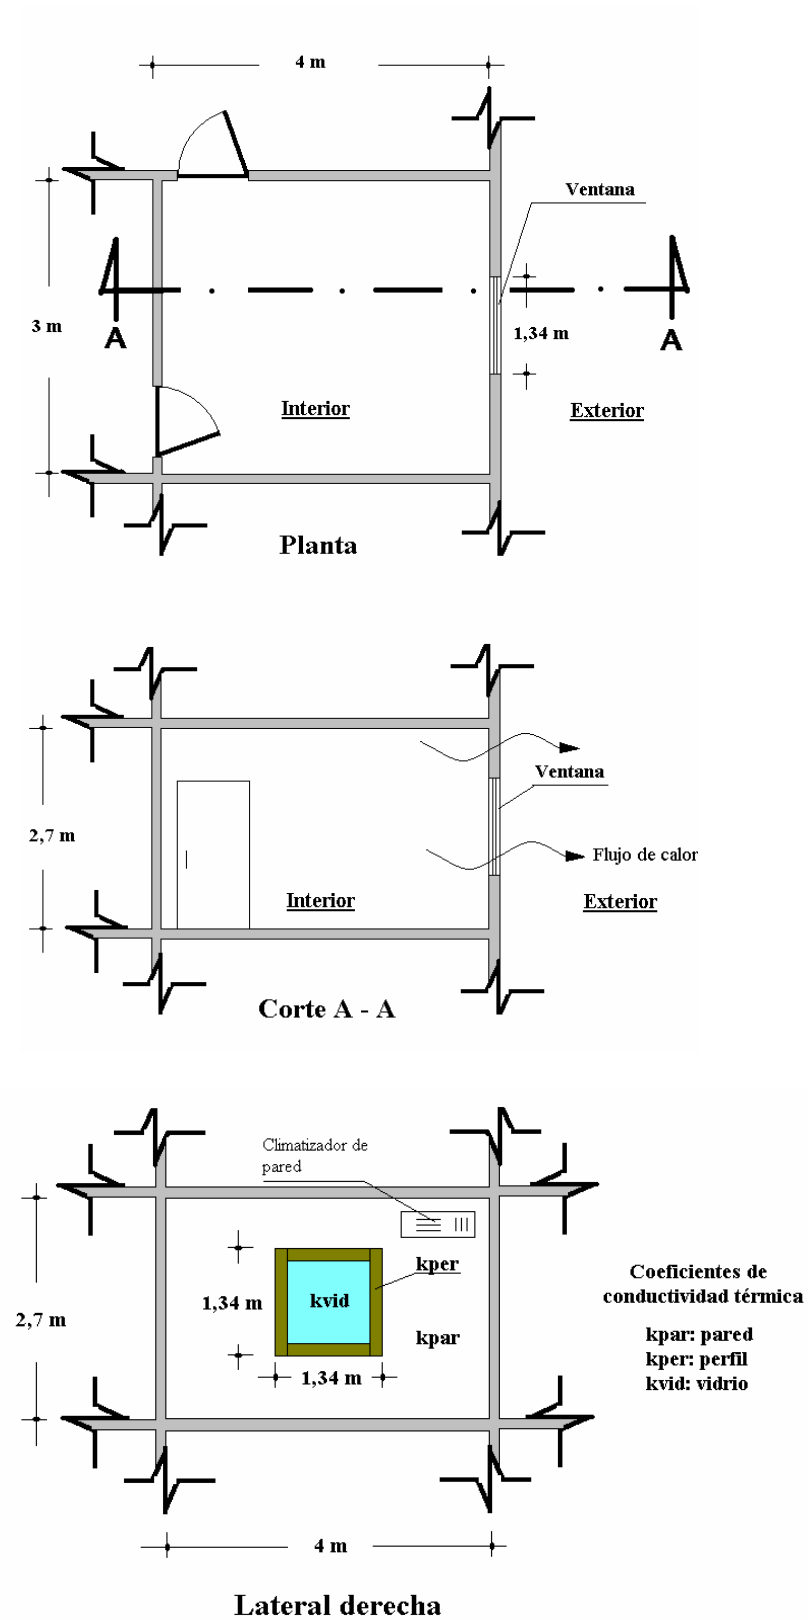 4 m
Ventana
3 m
A
A
1,34 m
Interior
Exterior
Planta
Ventana
2,7 m
Flujo de calor
Interior
Exterior
Corte A - A
Climatizador de
pared
kper
1,34 m
kvid
2,7 m
kpar
1,34 m
Coeficientes de
conductividad térmica
kpar: pared
kper: perfil
kvid: vidrio
4 m
Lateral derecha